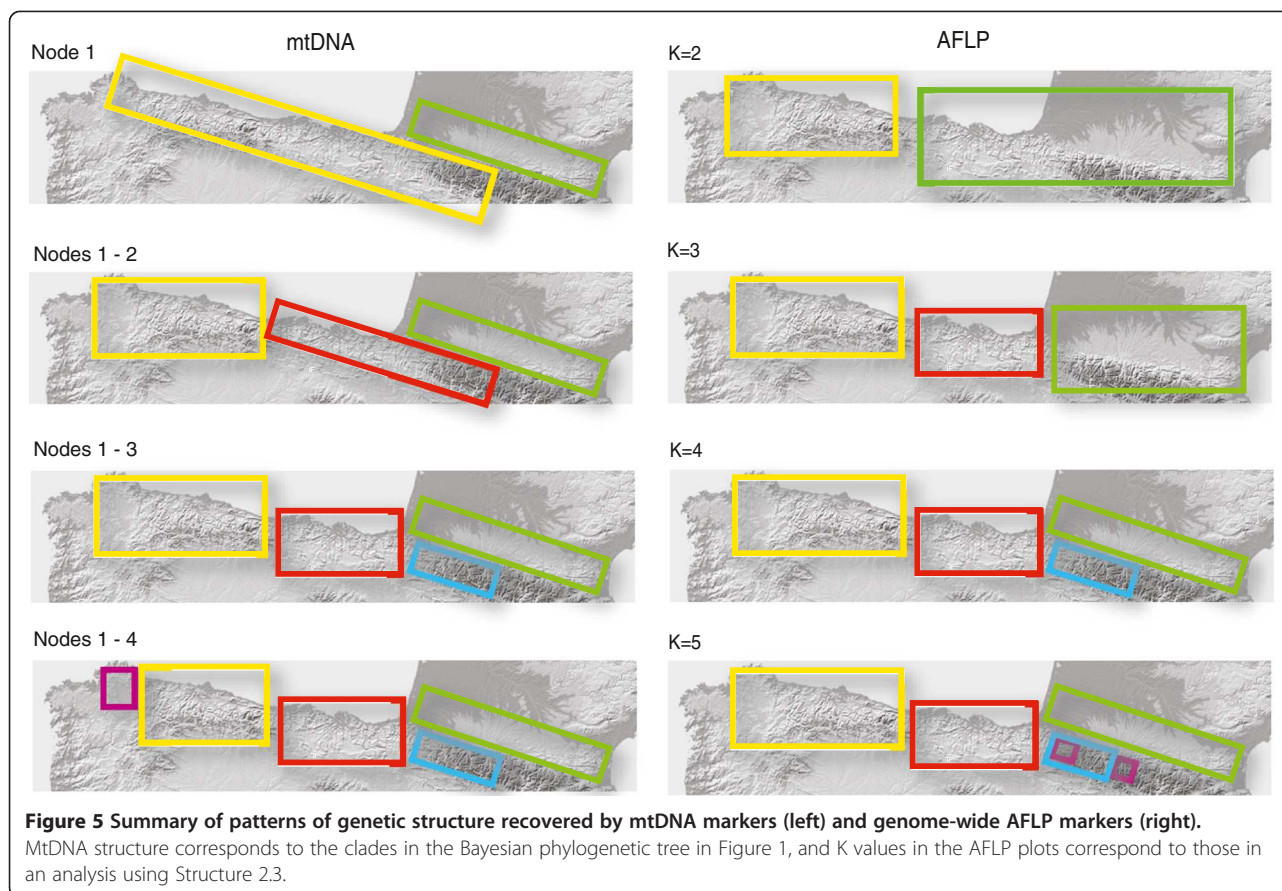 mtDNA
AFLP
Node 1
K=2
Nodes 1 - 2
K=3
Nodes 1 - 3
K=4
Nodes 1 - 4
K=5
Figure 5 Summary of patterns of genetic structure recovered by mtDNA markers (left) and genome-wide AFLP markers (right).
MtDNA structure corresponds to the clades in the Bayesian phylogenetic tree in Figure 1, and K values in the AFLP plots correspond to those in
an analysis using Structure 2.3.